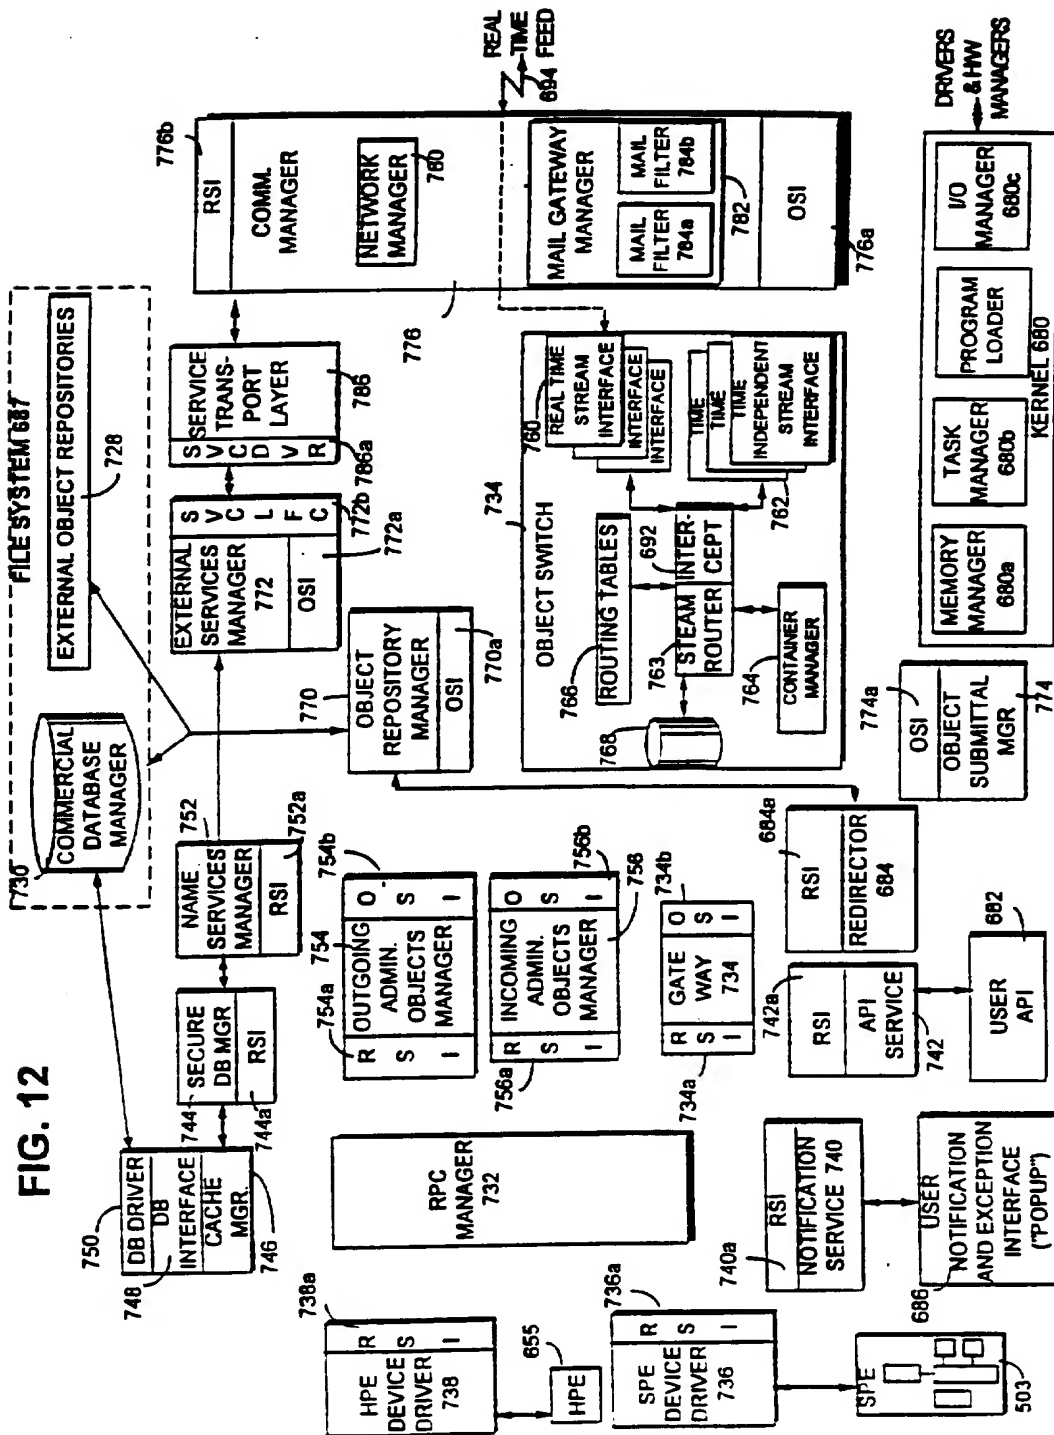 FIG. 12
FILE SYSTEM 687
EXTERNAL OBJECT REPOSITORIES
728
730
COMMERCIAL
DATABASE
MANAGER
750
DB DRIVER
DB
INTERFACE
748
CACHE
MGR.
746
744
SECURE
DB MGR
RSI
744a
752
NAME
SERVICES
MANAGER
RSI
752a
EXTERNAL
SERVICES
MANAGER
772
OSI
772a
S
V
C
L
F
C
772b
S
V
C
D
V
R
786a
SERVICE
TRANS-
PORT
LAYER
786
776b
RSI
COMM.
MANAGER
NETWORK
MANAGER
780
776
MAIL GATEWAY
MANAGER
MAIL
FILTER
784a
MAIL
FILTER
784b
782
OSI
776a
REAL
TIME
FEED
694
770
OBJECT
REPOSITORY
MANAGER
OSI
770a
738a
HPE
DEVICE
DRIVER
738
R
S
I
HPE
655
RPC
MANAGER
732
754a
R
S
I
754
OUTGOING
ADMIN.
OBJECTS
MANAGER
O
S
I
754b
756a
R
S
I
INCOMING
ADMIN.
OBJECTS
MANAGER
756
O
S
I
756b
734a
R
S
I
GATE
WAY
734
O
S
I
734b
734
OBJECT SWITCH
760
REAL TIME
STREAM
INTERFACE
INTERFACE
INTERFACE
TIME
TIME
TIME
INDEPENDENT
STREAM
INTERFACE
762
766
ROUTING TABLES
692
763
STEAM
ROUTER
INTER-
CEPT
764
CONTAINER
MANAGER
768
736a
SPE
DEVICE
DRIVER
736
R
S
I
SPE
503
740a
RSI
NOTIFICATION
SERVICE 740
686
USER
NOTIFICATION
AND EXCEPTION
INTERFACE
("POPUP")
742a
RSI
API
SERVICE
742
USER
API
682
684a
RSI
REDIRECTOR
684
774a
OSI
OBJECT
SUBMITTAL
MGR
774
MEMORY
MANAGER
680a
TASK
MANAGER
680b
PROGRAM
LOADER
I/O
MANAGER
680c
KERNEL 680
DRIVERS
& HW
MANAGERS